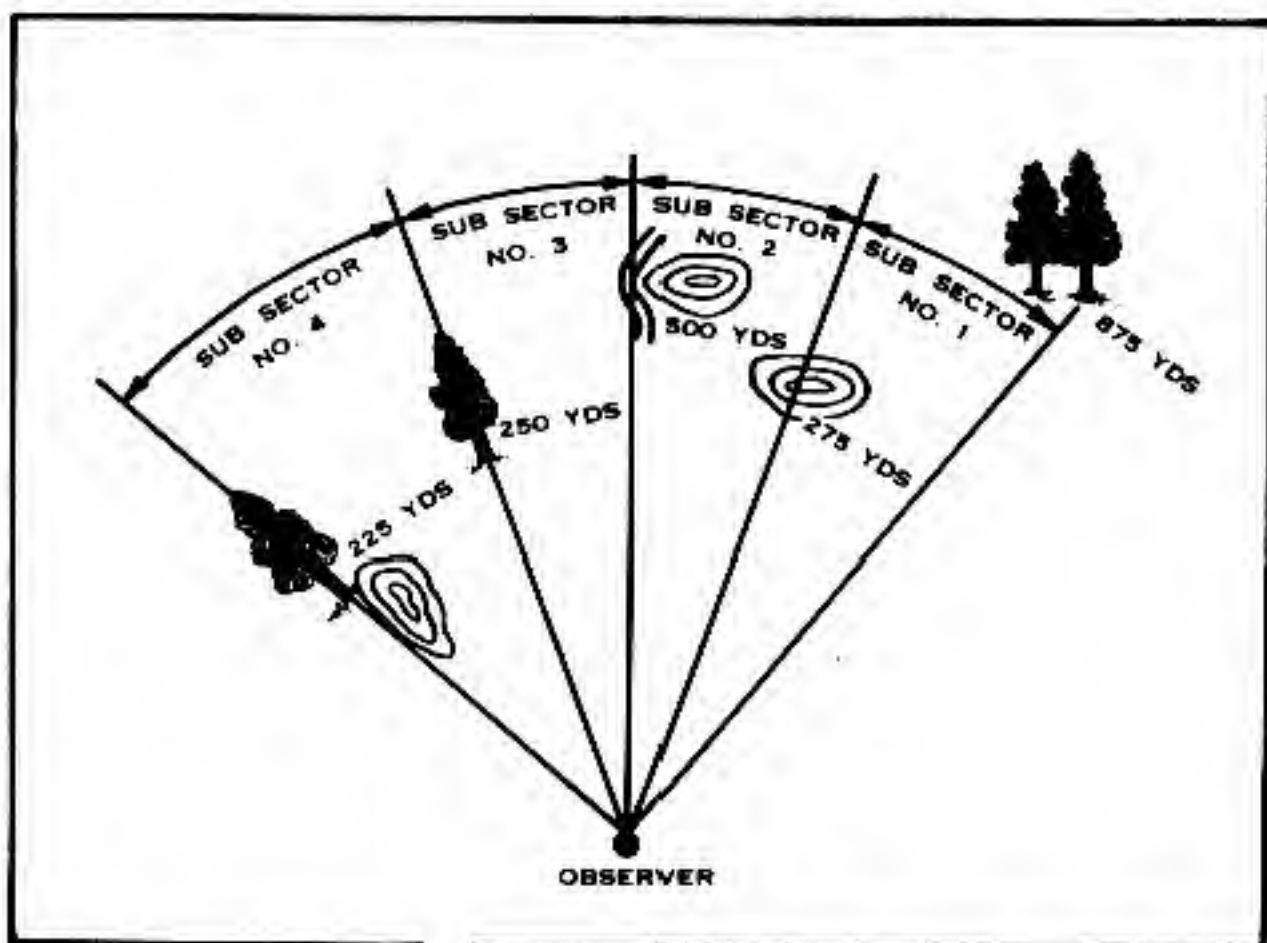 SUB SECTOR
NO. 4
SUB SECTOR
NO. 3
SUB SECTOR
NO. 2
SUB SECTOR
NO. 1
500 YDS
875 YDS
250 YDS
275 YDS
225 YDS
OBSERVER